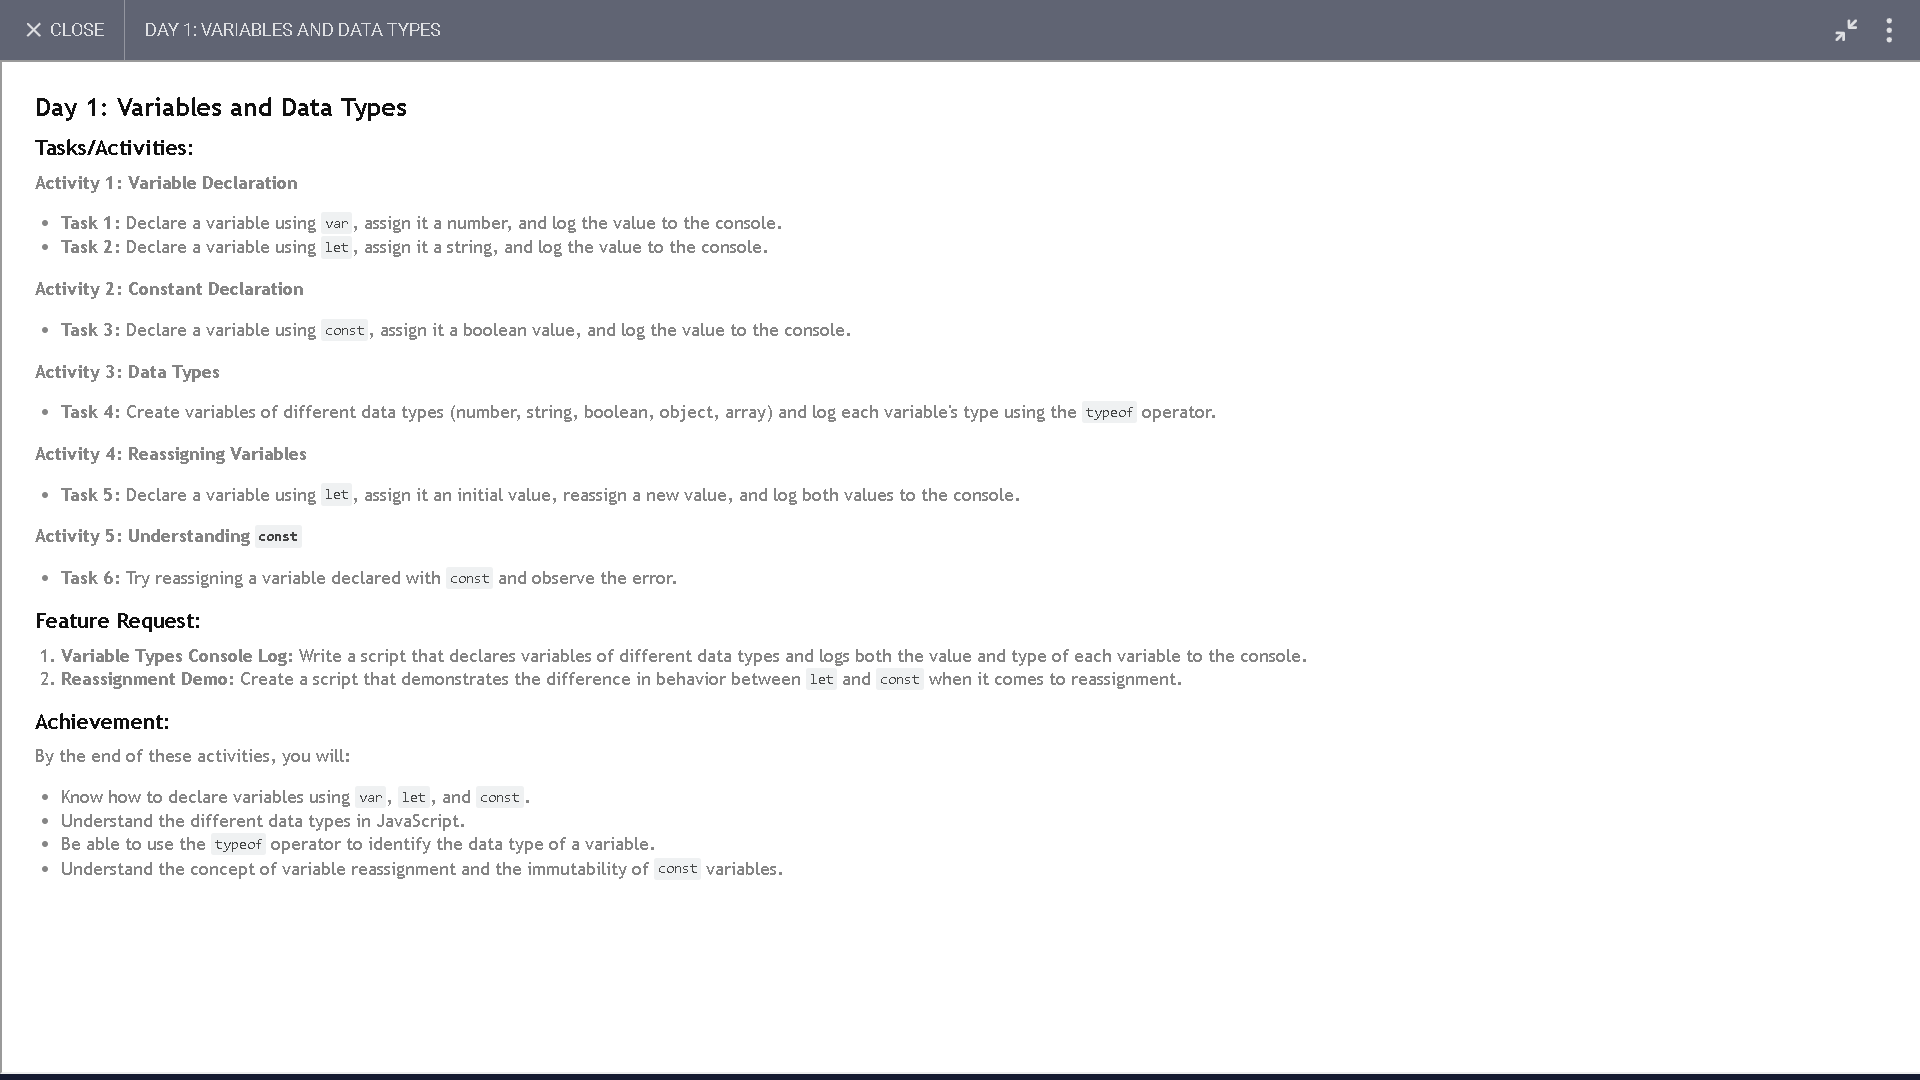 CLOSE
DAY 1: VARIABLES AND DATA TYPES
Day 1: Variables and Data Types
Tasks/Activities:
Activity 1: Variable Declaration
• Task 1: Declare a variable using var, assign it a number, and log the value to the console.
• Task 2: Declare a variable using let, assign it a string, and log the value to the console.
Activity 2: Constant Declaration
• Task 3: Declare a variable using const, assign it a boolean value, and log the value to the console.
Activity 3: Data Types
• Task 4: Create variables of different data types (number, string, boolean, object, array) and log each variable's type using the typeof operator.
Activity 4: Reassigning Variables
• Task 5: Declare a variable using let, assign it an initial value, reassign a new value, and log both values to the console.
Activity 5: Understanding const
• Task 6: Try reassigning a variable declared with const and observe the error.
Feature Request:
1. Variable Types Console Log: Write a script that declares variables of different data types and logs both the value and type of each variable to the console.
2. Reassignment Demo: Create a script that demonstrates the difference in behavior between let and const when it comes to reassignment.
Achievement:
By the end of these activities, you will:
• Know how to declare variables using var, let, and const.
• Understand the different data types in JavaScript.
• Be able to use the typeof operator to identify the data type of a variable.
• Understand the concept of variable reassignment and the immutability of const variables.